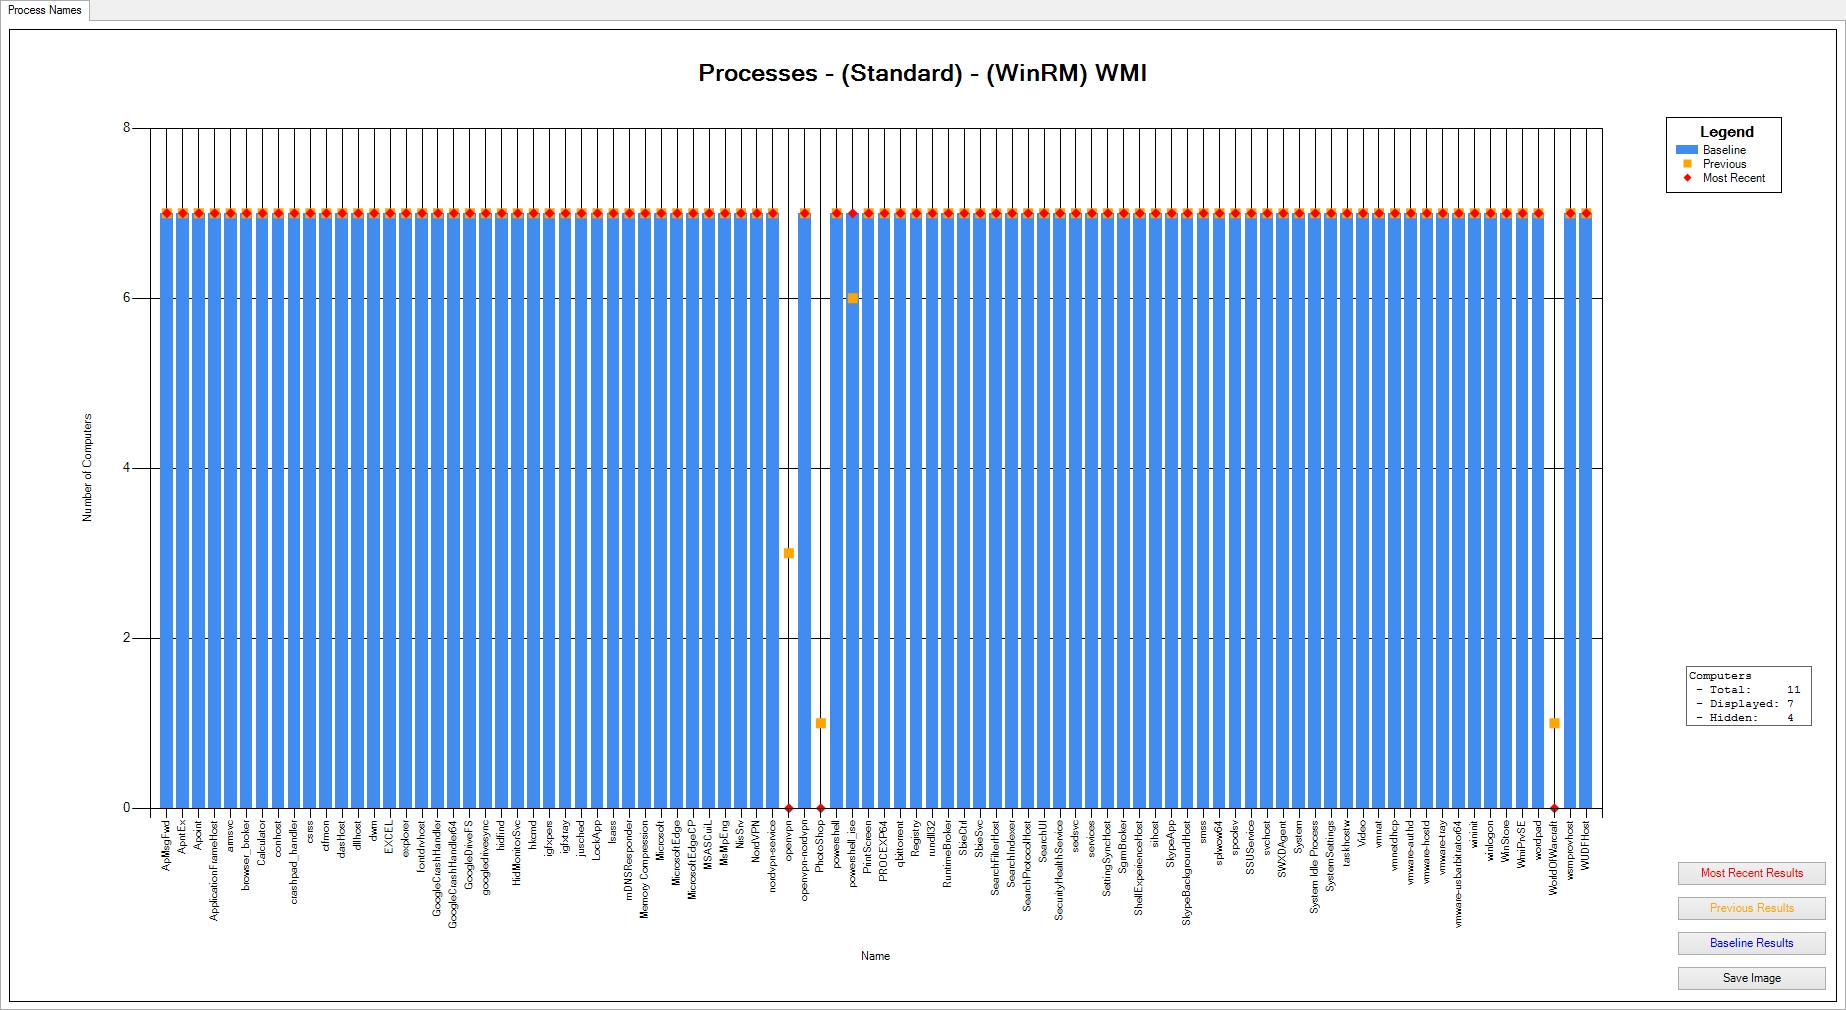 Process Names
Processes - (Standard) - (WinRM) WMI
Legend
Baseline
Previous
Most Recent
8
6
4
2
0
Number of Computers
ApMsgFwd
ApntEx
Apoint
ApplicationFrameHost
armsvc
browser_broker
Calculator
conhost
crashpad_handler
csrss
ctfmon
dasHost
dllhost
dwm
EXCEL
explorer
fontdrvhost
GoogleCrashHandler
GoogleCrashHandler64
GoogleDriveFS
googledrivesync
hidfind
HidMonitorSvc
hkcmd
igfxpers
igfxtray
jusched
LockApp
lsass
mDNSResponder
Memory Compression
Microsoft
MicrosoftEdge
MicrosoftEdgeCP
MSASCuiL
MsMpEng
NisSrv
NordVPN
nordvpn-service
openvpn
openvpn-nordvpn
PhotoShop
powershell
powershell_ise
PrintScreen
PROCEXP64
qbittorrent
Registry
rundll32
RuntimeBroker
SbieCtrl
SbieSvc
SearchFilterHost
SearchIndexer
SearchProtocolHost
SearchUI
SecurityHealthService
sedsvc
services
SettingSyncHost
SgrmBroker
ShellExperienceHost
sihost
SkypeApp
SkypeBackgroundHost
smss
splwow64
spoolsv
SSUService
svchost
SWXDAgent
System
System Idle Process
SystemSettings
taskhostw
Video
vmnat
vmnetdhcp
vmware-authd
vmware-hostd
vmware-tray
vmware-usbarbitrator64
wininit
winlogon
WinStore
WmiPrvSE
wordpad
WorldOfWarcraft
wsmprovhost
WUDFHost
Name
Computers
- Total: 11
- Displayed: 7
- Hidden: 4
Most Recent Results
Previous Results
Baseline Results
Save Image